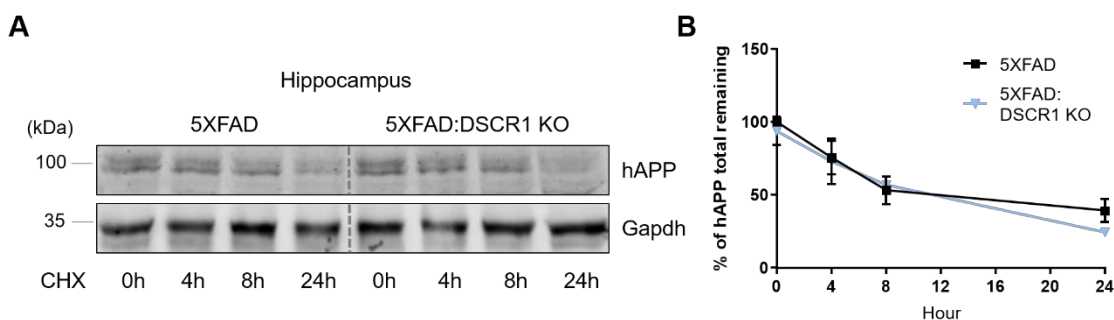 A
Hippocampus
(kDa) 5XFAD 5XFAD:DSCR1 KO
100 hAPP
35 Gapdh
CHX 0h 4h 8h 24h 0h 4h 8h 24h
B
% of hAPP total remaining
150
100
50
0
0 4 8 12 16 20 24
Hour
5XFAD
5XFAD:
DSCR1 KO